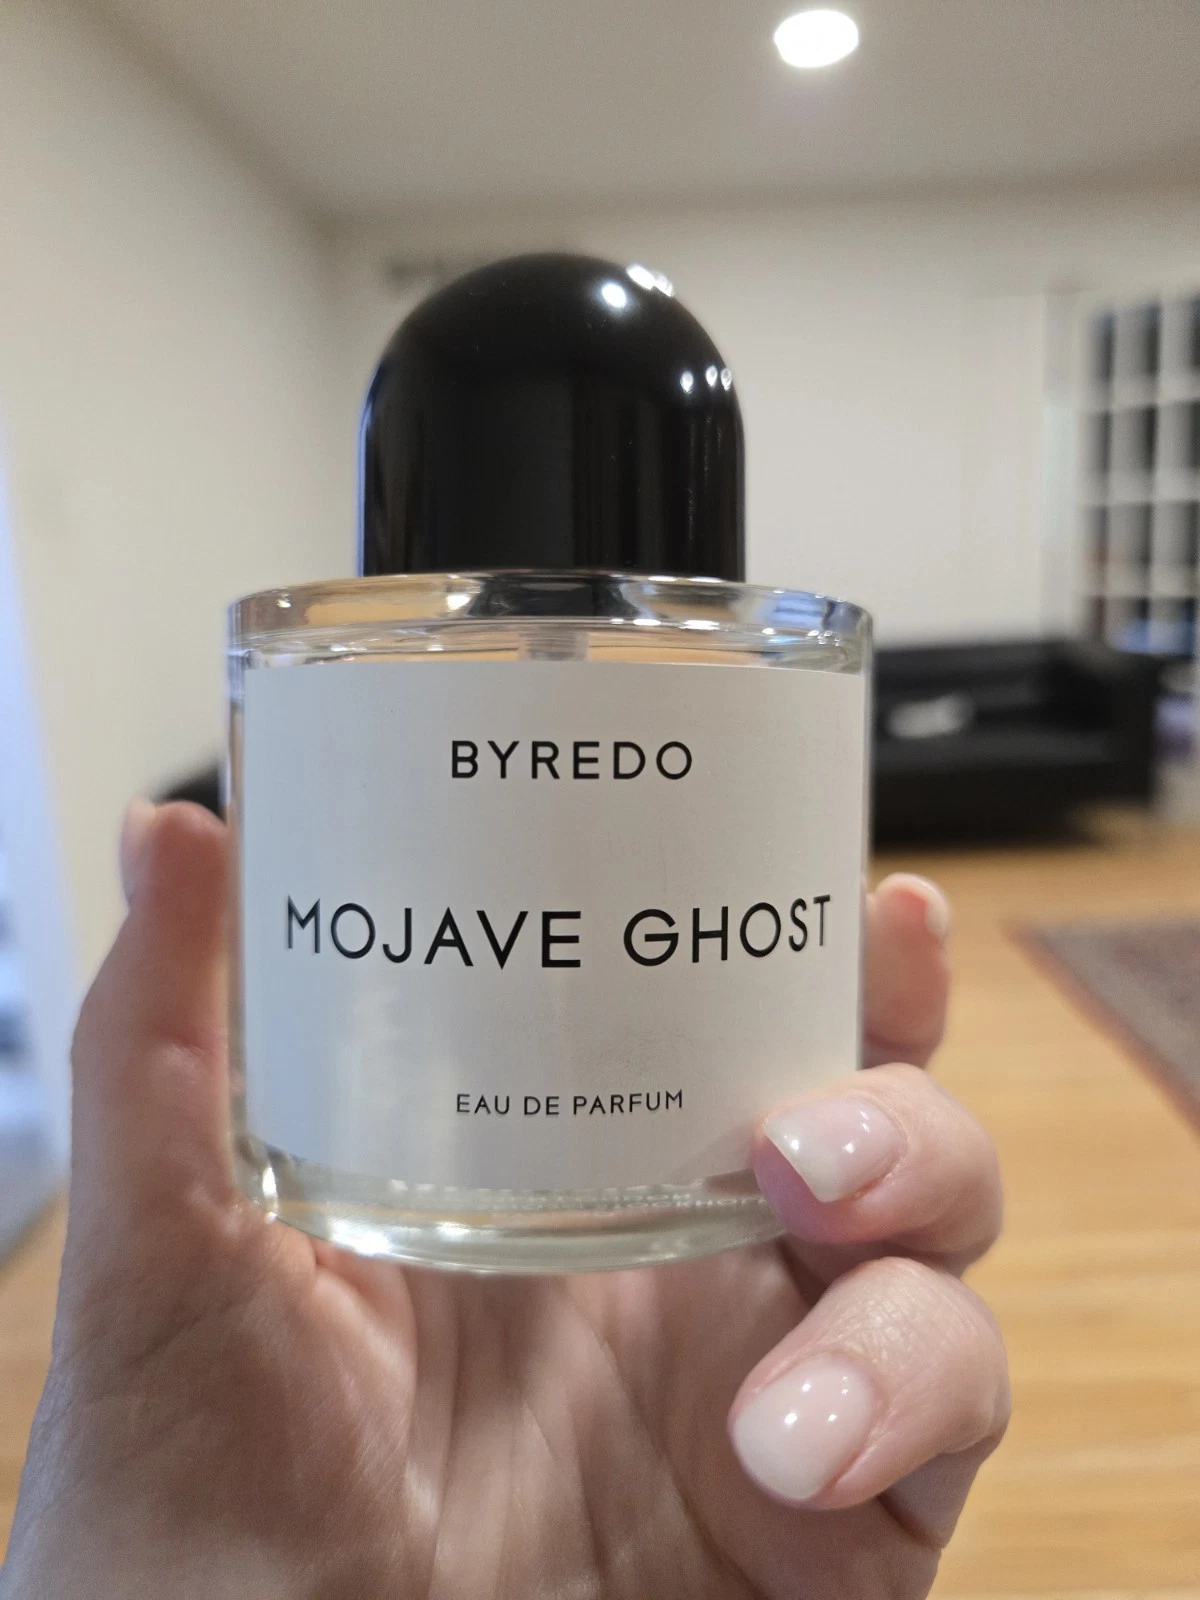 BYREDO
MOJAVE GHOST
EAU DE PARFUM